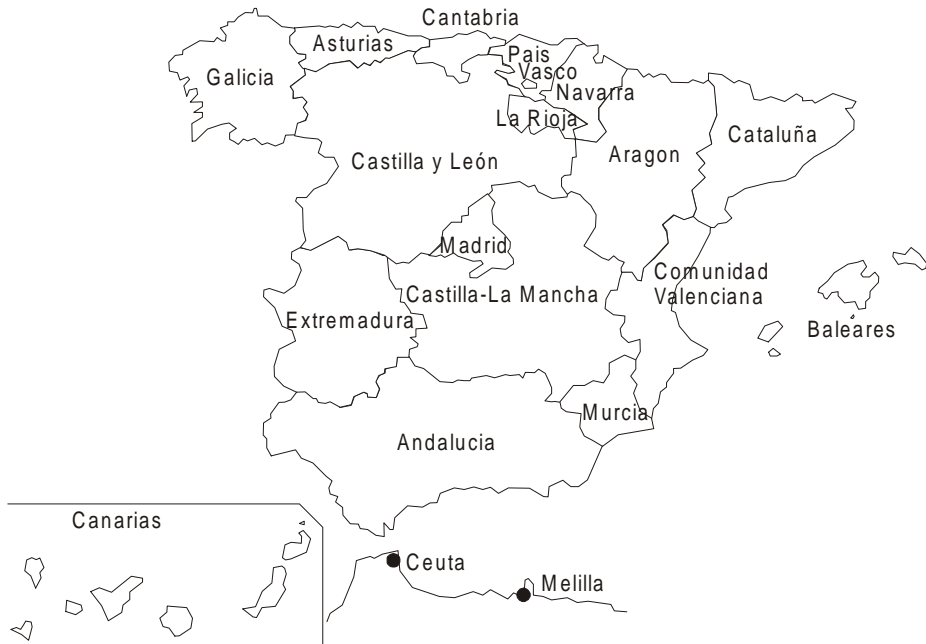 Cantabria
Asturias
Galicia
Pais
Vasco
Navarra
La Rioja
Cataluña
Aragon
Castilla y León
Madrid
Comunidad
Valenciana
Castilla-La Mancha
Extremadura
Baleares
Murcia
Andalucia
Canarias
Ceuta
Melilla